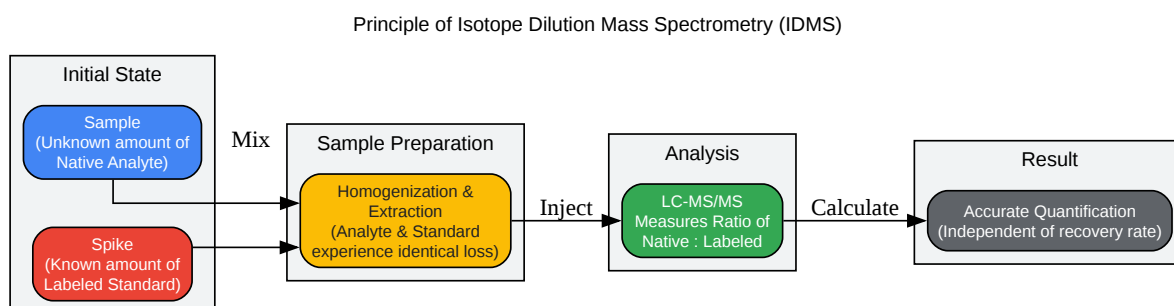 Principle of Isotope Dilution Mass Spectrometry (IDMS)
Initial State
Sample
(Unknown amount of
Native Analyte)
Spike
(Known amount of
Labeled Standard)
Mix
Sample Preparation
Homogenization &
Extraction
(Analyte & Standard
experience identical loss)
Inject
Analysis
LC-MS/MS
Measures Ratio of
Native : Labeled
Calculate
Result
Accurate Quantification
(Independent of recovery rate)